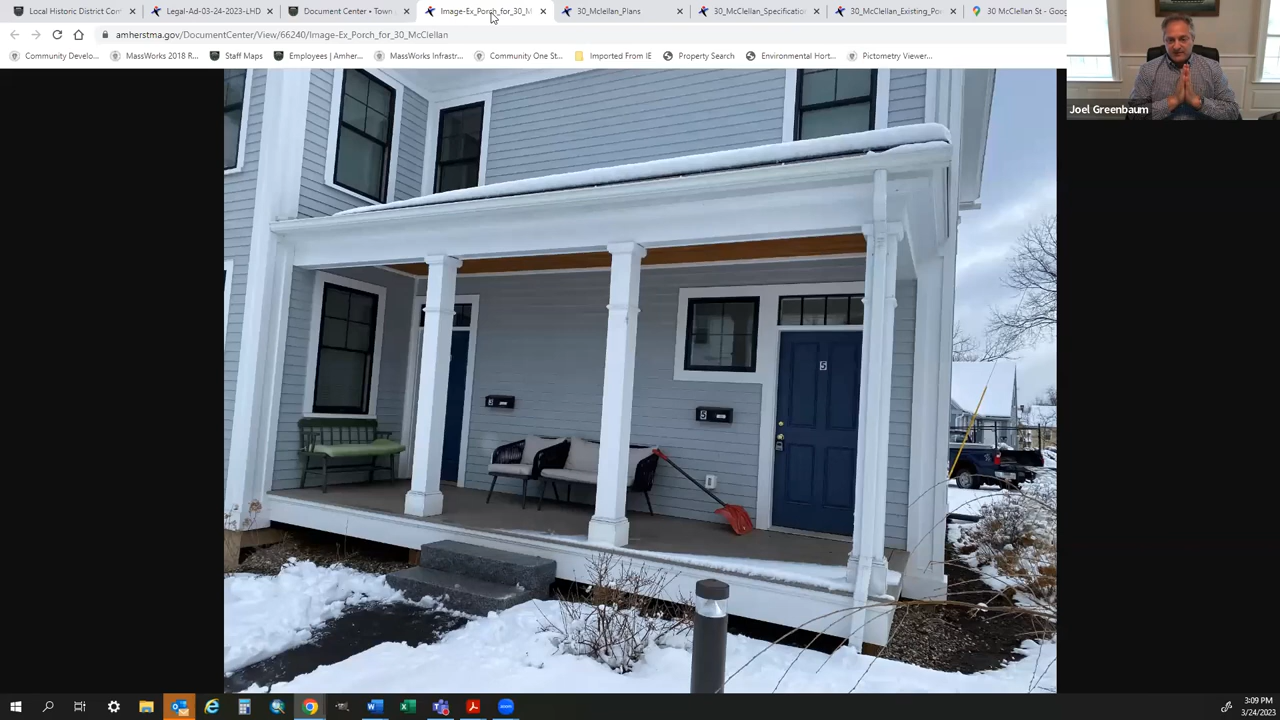 Local Historic District Con
Legal-Ad-03-24-2023-LHD
Document Center • Town
Image-Ex_Porch_for_30_M
30_Mclellan_Plans
30_McClellan_Specification
30_McClellan_Existing_Po
30 McClellan St - Goo
amherstma.gov/DocumentCenter/View/66240/Image-Ex_Porch_for_30_McClellan
Community Develo...
MassWorks 2018 R...
Staff Maps
Employees | Amher...
MassWorks Infrastr...
Community One St...
Imported From IE
Property Search
Environmental Hort...
Pictometry Viewer...
Joel Greenbaum
5
3
5
3:09 PM
3/24/2023